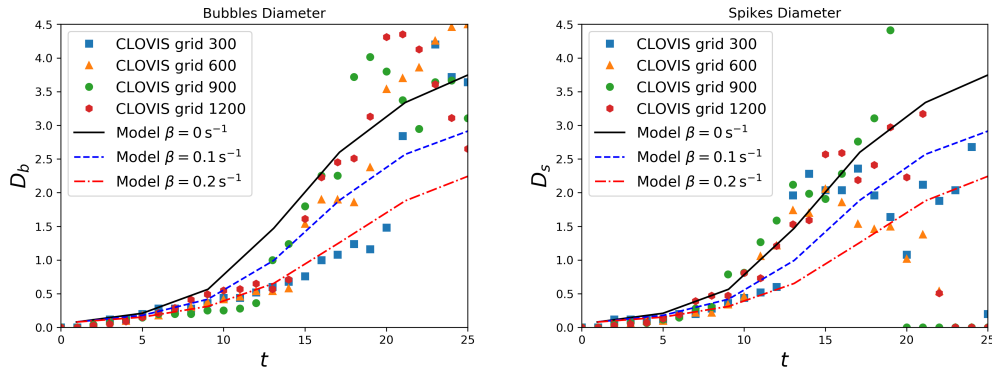 Bubbles Diameter
4.5
4.0
3.5
3.0
2.5
2.0
1.5
1.0
0.5
0.0
D_b
CLOVIS grid 300
CLOVIS grid 600
CLOVIS grid 900
CLOVIS grid 1200
Model β = 0 s⁻¹
Model β = 0.1 s⁻¹
Model β = 0.2 s⁻¹
0 5 10 15 20 25
t
Spikes Diameter
4.5
4.0
3.5
3.0
2.5
2.0
1.5
1.0
0.5
0.0
D_s
CLOVIS grid 300
CLOVIS grid 600
CLOVIS grid 900
CLOVIS grid 1200
Model β = 0 s⁻¹
Model β = 0.1 s⁻¹
Model β = 0.2 s⁻¹
0 5 10 15 20 25
t